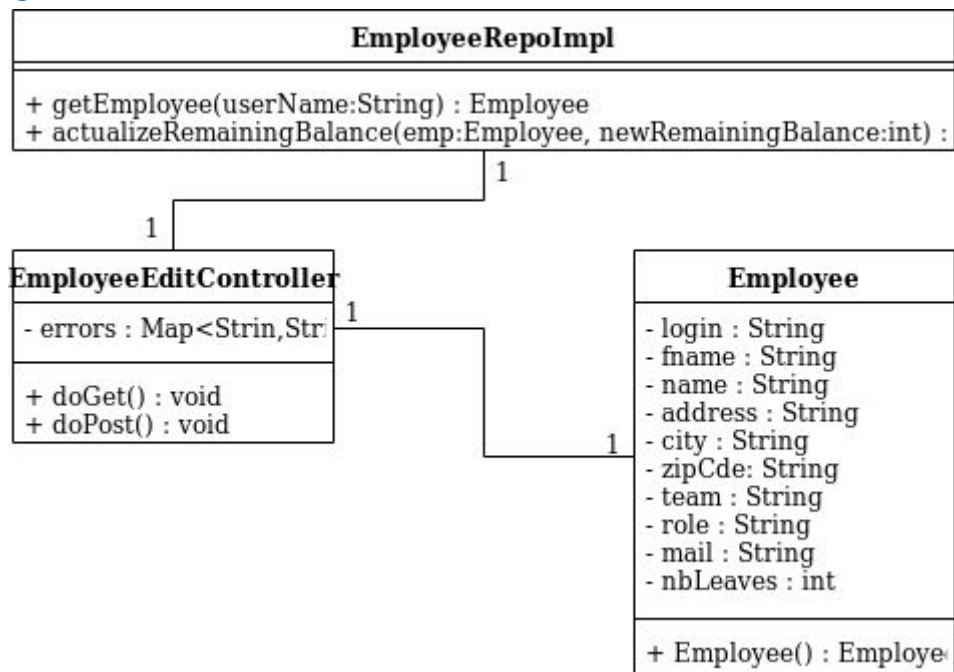 EmployeeRepoImpl
+ getEmployee(userName:String) : Employee
+ actualizeRemainingBalance(emp:Employee, newRemainingBalance:int) :
1
1
EmployeeEditController
- errors : Map<Strin,Stri
+ doGet() : void
+ doPost() : void
1
1
Employee
- login : String
- fname : String
- name : String
- address : String
- city : String
- zipCde: String
- team : String
- role : String
- mail : String
- nbLeaves : int
+ Employee() : Employe